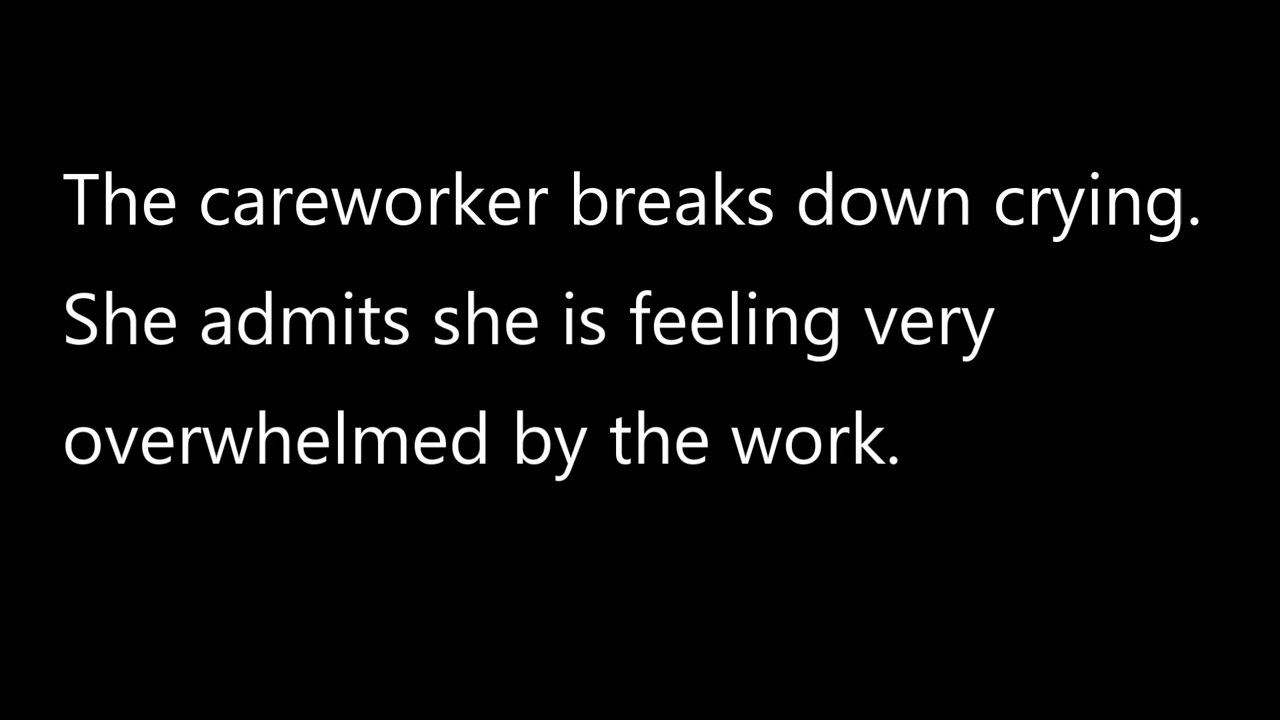 The careworker breaks down crying.
She admits she is feeling very
overwhelmed by the work.